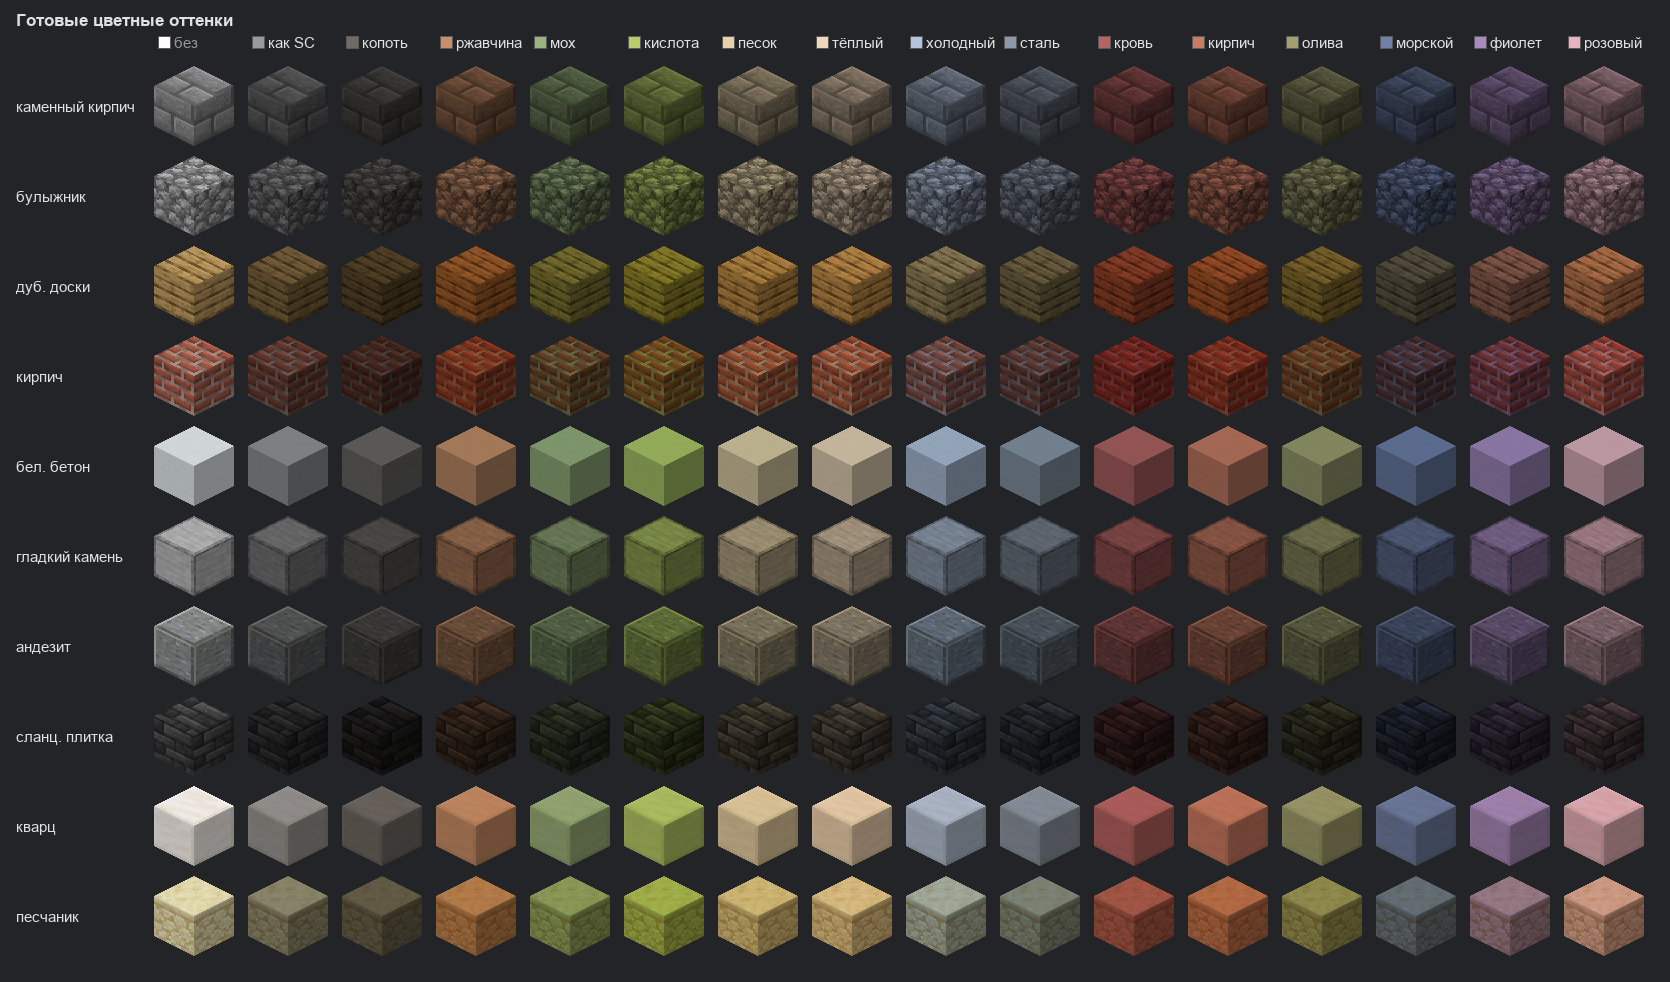 Готовые цветные оттенки
без как SC копоть ржавчина мох кислота песок тёплый холодный сталь кровь кирпич олива морской фиолет розовый
каменный кирпич
булыжник
дуб. доски
кирпич
бел. бетон
гладкий камень
андезит
сланц. плитка
кварц
песчаник